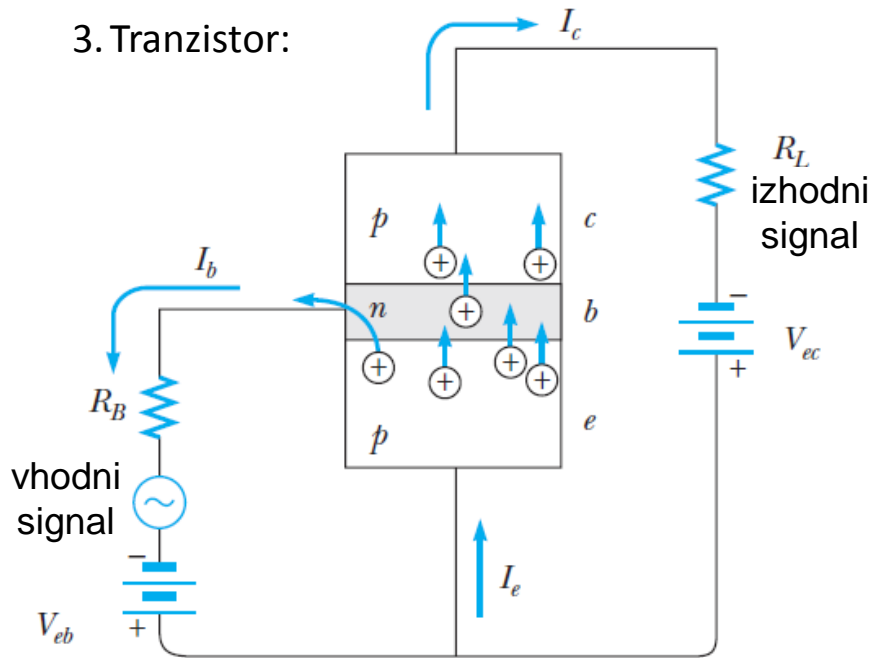 3. Tranzistor:
I_c
R_L
izhodni
signal
p
c
I_b
n
b
−
V_ec
+
R_B
p
e
vhodni
signal
−
V_eb
+
I_e
+
+
+
+
+
+
+